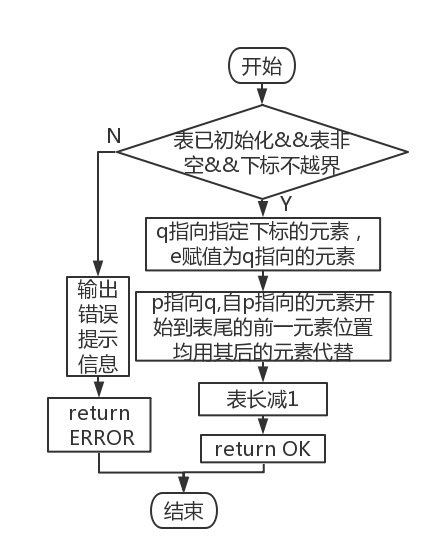 开始
N
表已初始化&&表非
空&&下标不越界
Y
q指向指定下标的元素，
e赋值为q指向的元素
输出
错误
提示
信息
p指向q,自p指向的元素开
始到表尾的前一元素位置
均用其后的元素代替
表长减1
return
ERROR
return OK
结束